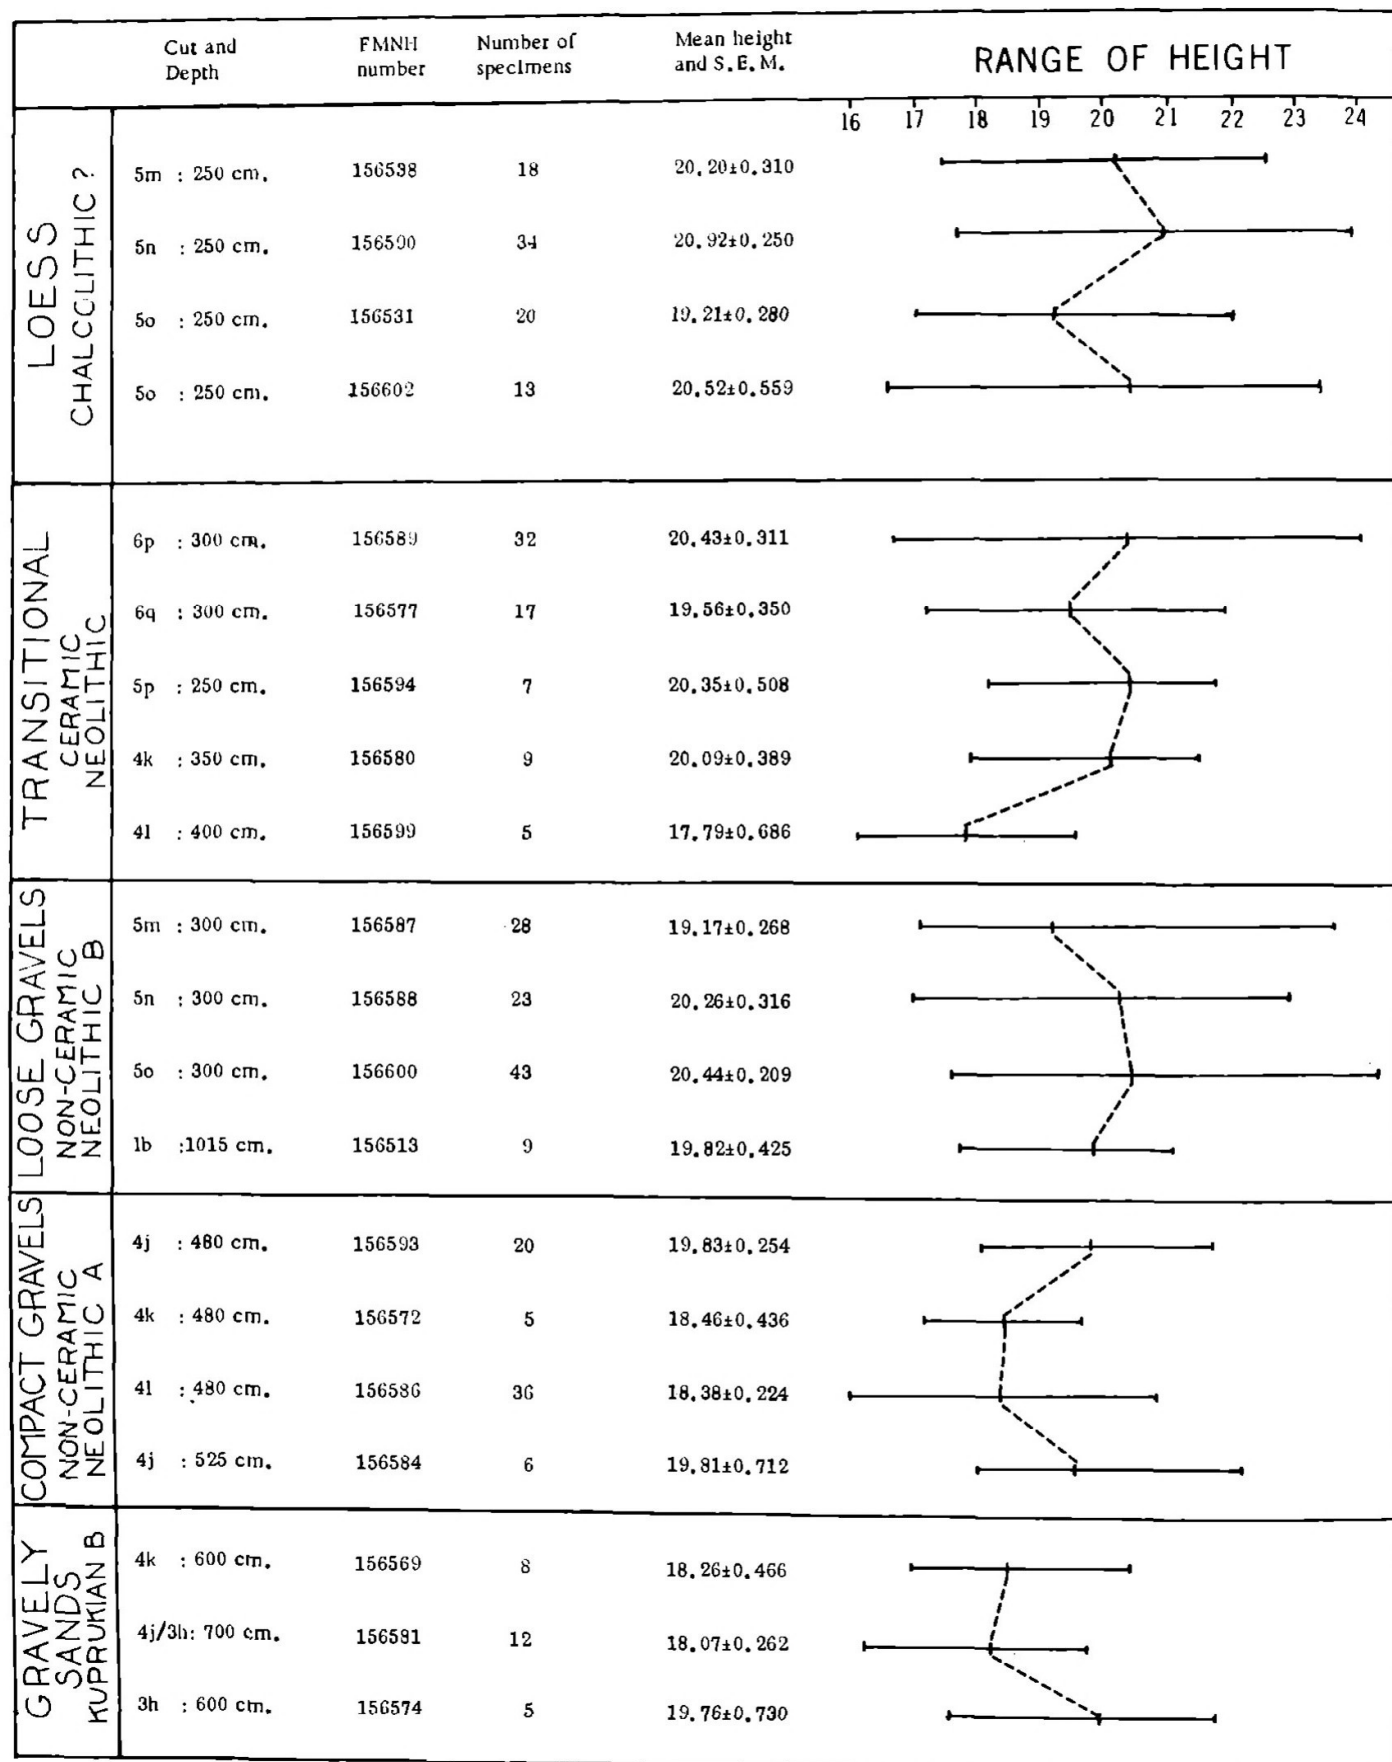 Cut and Depth FMNH number Number of specimens Mean height and S.E.M. RANGE OF HEIGHT
16 17 18 19 20 21 22 23 24
LOESS
CHALCOLITHIC ?
5m : 250 cm. 156538 18 20.20±0.310
5n : 250 cm. 156590 34 20.92±0.250
5o : 250 cm. 156531 20 19.21±0.280
5o : 250 cm. 156602 13 20.52±0.559
TRANSITIONAL
CERAMIC
NEOLITHIC
6p : 300 cm. 156589 32 20.43±0.311
6q : 300 cm. 156577 17 19.56±0.350
5p : 250 cm. 156594 7 20.35±0.508
4k : 350 cm. 156580 9 20.09±0.389
4l : 400 cm. 156599 5 17.79±0.686
LOOSE GRAVELS
NON-CERAMIC
NEOLITHIC B
5m : 300 cm. 156587 28 19.17±0.268
5n : 300 cm. 156588 23 20.26±0.316
5o : 300 cm. 156600 43 20.44±0.209
1b :1015 cm. 156513 9 19.82±0.425
COMPACT GRAVELS
NON-CERAMIC
NEOLITHIC A
4j : 480 cm. 156593 20 19.83±0.254
4k : 480 cm. 156572 5 18.46±0.436
4l : 480 cm. 156586 36 18.38±0.224
4j : 525 cm. 156584 6 19.81±0.712
GRAVELY
SANDS
KUPRUKIAN B
4k : 600 cm. 156569 8 18.26±0.466
4j/3h: 700 cm. 156581 12 18.07±0.262
3h : 600 cm. 156574 5 19.76±0.730